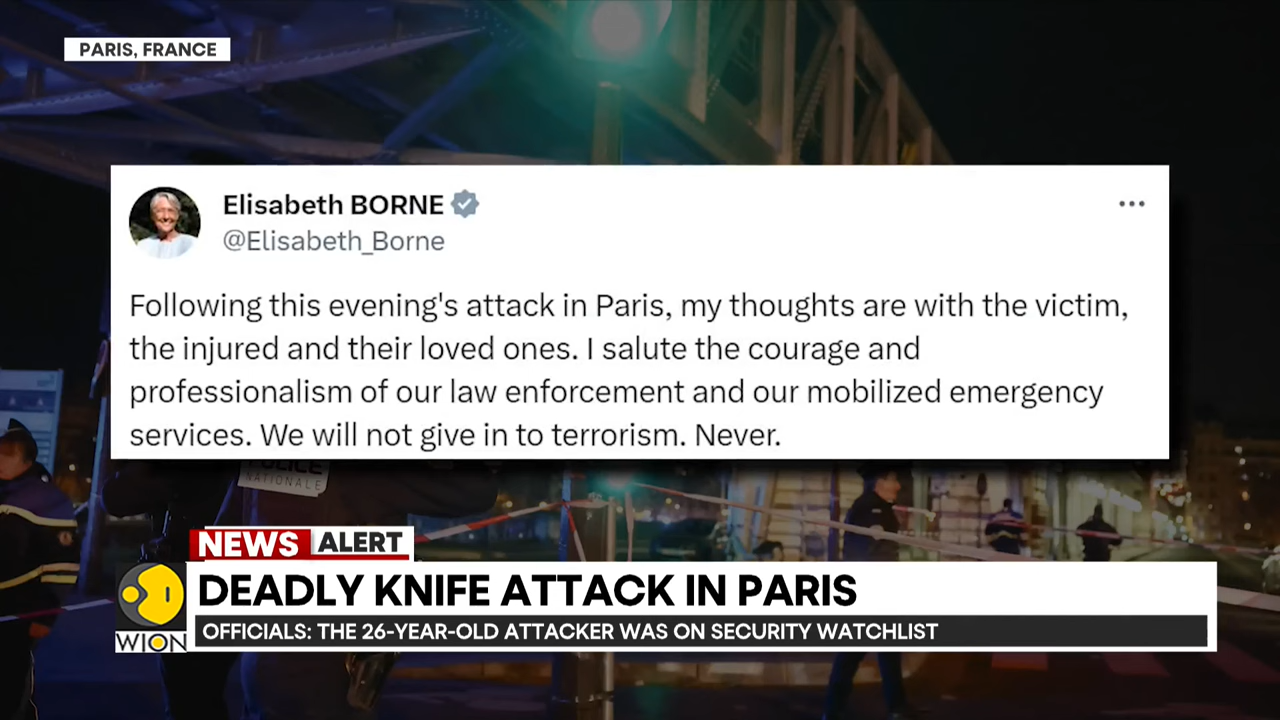 PARIS, FRANCE
Elisabeth BORNE
@Elisabeth_Borne
Following this evening's attack in Paris, my thoughts are with the victim,
the injured and their loved ones. I salute the courage and
professionalism of our law enforcement and our mobilized emergency
services. We will not give in to terrorism. Never.
POLICE
NATIONALE
NEWS ALERT
DEADLY KNIFE ATTACK IN PARIS
OFFICIALS: THE 26-YEAR-OLD ATTACKER WAS ON SECURITY WATCHLIST
WION